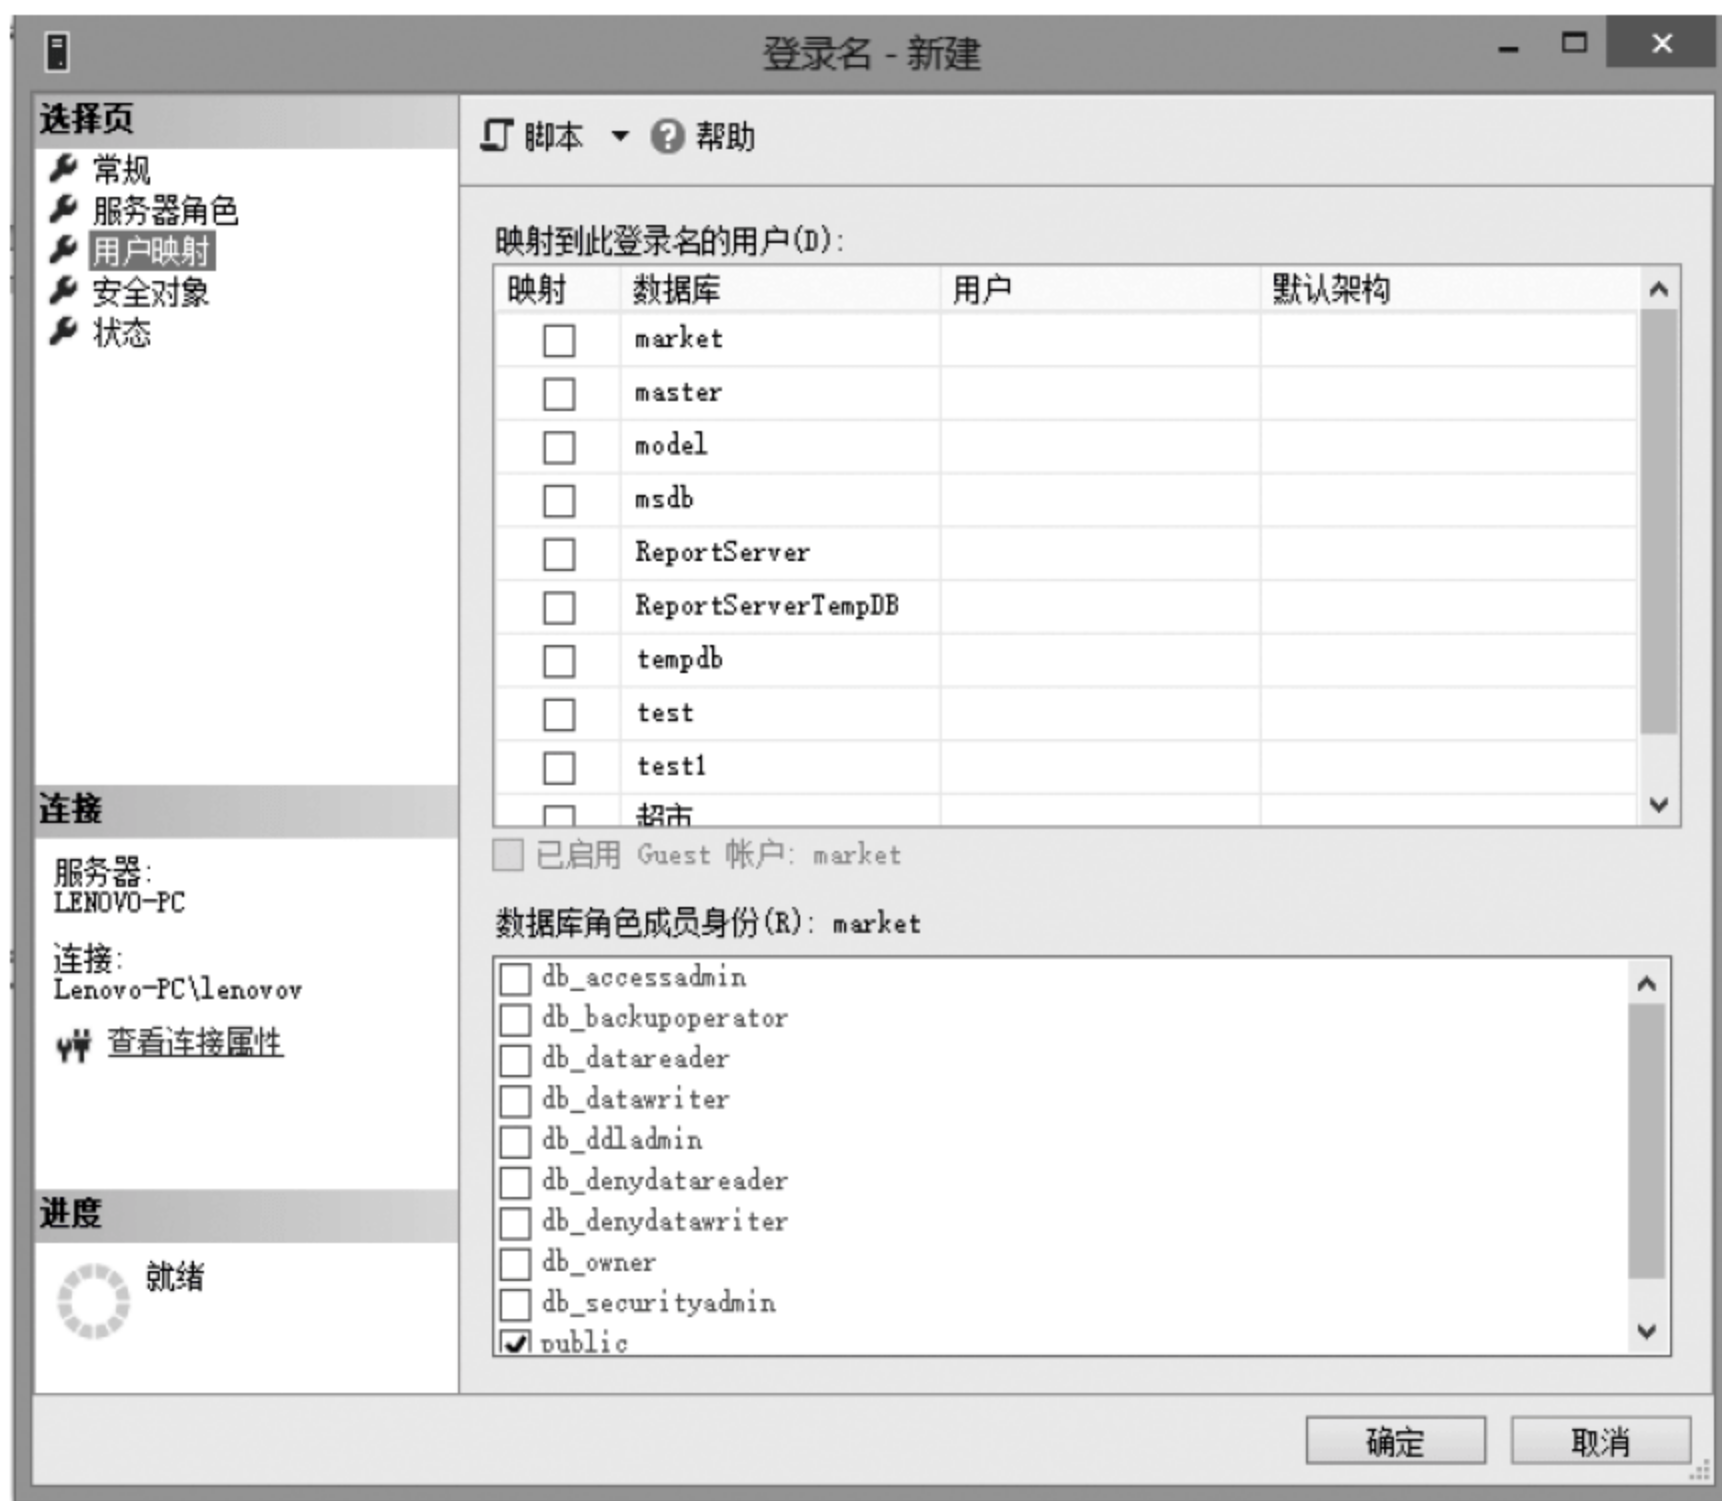 登录名 - 新建
选择页
常规
服务器角色
用户映射
安全对象
状态
脚本 帮助
映射到此登录名的用户(D):
映射 数据库 用户 默认架构
market
master
model
msdb
ReportServer
ReportServerTempDB
tempdb
test
test1
超市
已启用 Guest 帐户: market
数据库角色成员身份(R): market
db_accessadmin
db_backupoperator
db_datareader
db_datawriter
db_ddladmin
db_denydatareader
db_denydatawriter
db_owner
db_securityadmin
public
连接
服务器:
LENOVO-PC
连接:
Lenovo-PC\lenovov
查看连接属性
进度
就绪
确定 取消